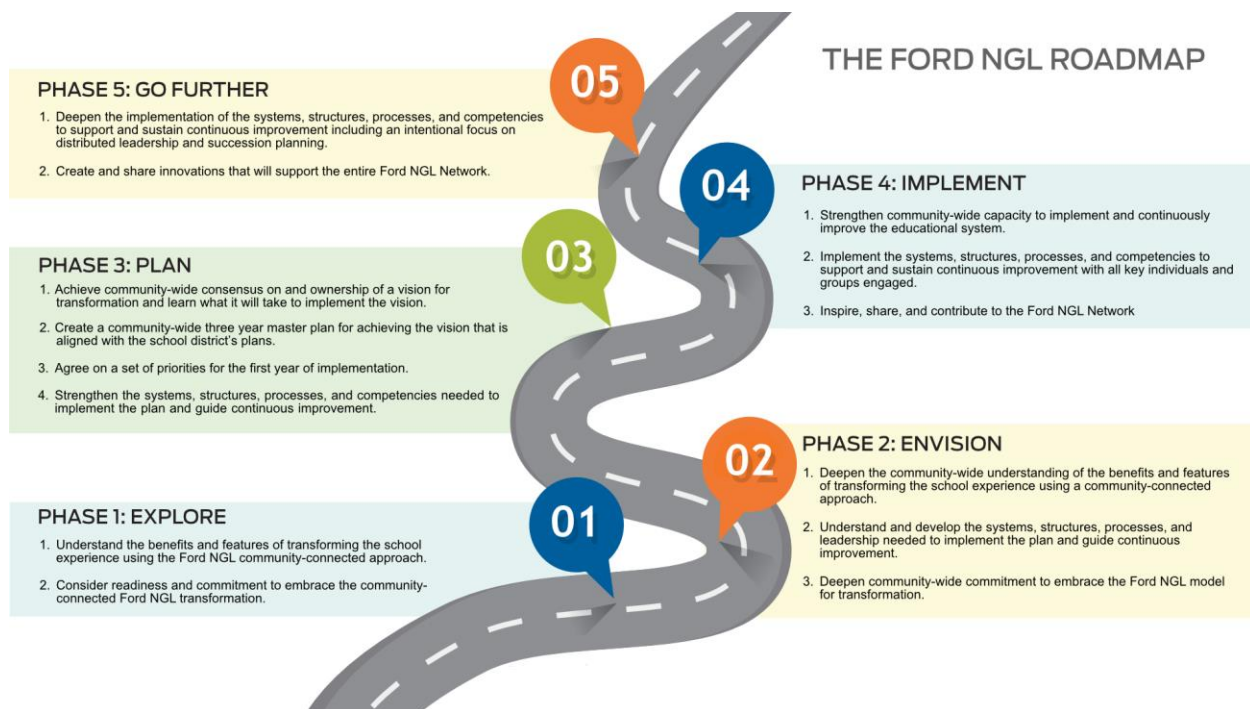 THE FORD NGL ROADMAP
05
PHASE 5: GO FURTHER
1. Deepen the implementation of the systems, structures, processes, and competencies
to support and sustain continuous improvement including an intentional focus on
distributed leadership and succession planning.
2. Create and share innovations that will support the entire Ford NGL Network.
04
PHASE 4: IMPLEMENT
1. Strengthen community-wide capacity to implement and continuously
improve the educational system.
2. Implement the systems, structures, processes, and competencies to
support and sustain continuous improvement with all key individuals and
groups engaged.
3. Inspire, share, and contribute to the Ford NGL Network
03
PHASE 3: PLAN
1. Achieve community-wide consensus on and ownership of a vision for
transformation and learn what it will take to implement the vision.
2. Create a community-wide three year master plan for achieving the vision that is
aligned with the school district's plans.
3. Agree on a set of priorities for the first year of implementation.
4. Strengthen the systems, structures, processes, and competencies needed to
implement the plan and guide continuous improvement.
02
PHASE 2: ENVISION
1. Deepen the community-wide understanding of the benefits and features
of transforming the school experience using a community-connected
approach.
2. Understand and develop the systems, structures, processes, and
leadership needed to implement the plan and guide continuous
improvement.
3. Deepen community-wide commitment to embrace the Ford NGL model
for transformation.
01
PHASE 1: EXPLORE
1. Understand the benefits and features of transforming the school
experience using the Ford NGL community-connected approach.
2. Consider readiness and commitment to embrace the community-
connected Ford NGL transformation.